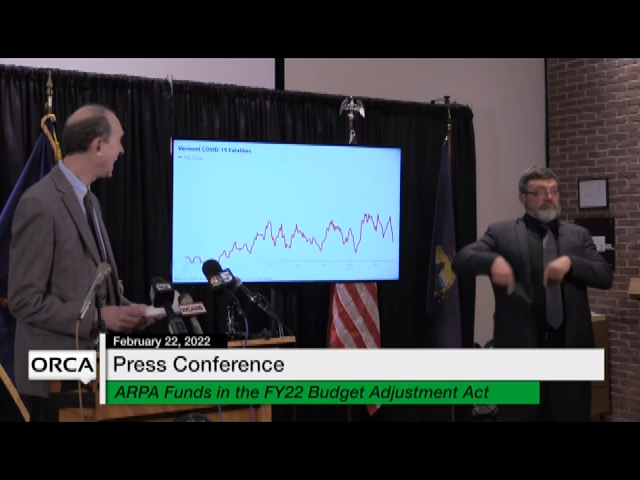 Vermont COVID-19 Fatalities
February 22, 2022
ORCA
Press Conference
ARPA Funds in the FY22 Budget Adjustment Act